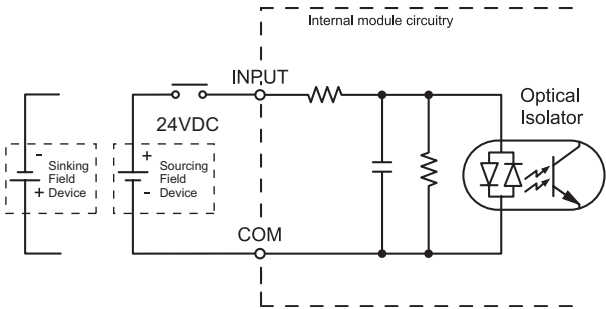 Internal module circuitry
INPUT
24VDC
Optical
Isolator
-
Sinking
Field
+ Device
+
Sourcing
Field
- Device
COM